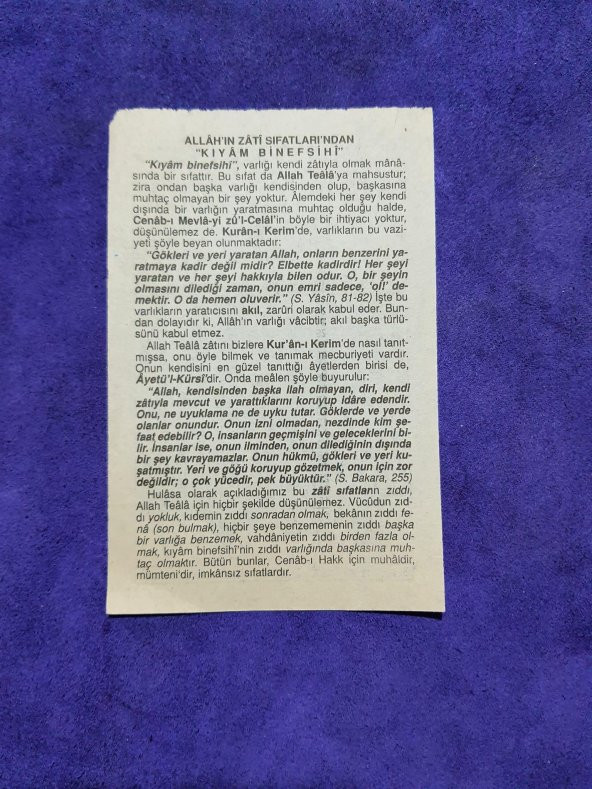 ALLÂH'IN ZÂTÎ SIFATLARI'NDAN
"KIYÂM BİNEFSİHÎ"
"Kıyâm binefsihî", varlığı kendi zâtıyla olmak mânâ-
sında bir sıfattır. Bu sıfat da Allah Teâlâ'ya mahsustur;
zira ondan başka varlığı kendisinden olup, başkasına
muhtaç olmayan bir şey yoktur. Âlemdeki her şey kendi
dışında bir varlığın yaratmasına muhtaç olduğu halde,
Cenâb-ı Mevlâ-yi zü'l-Celâl'in böyle bir ihtiyacı yoktur,
düşünülemez de. Kurân-ı Kerim'de, varlıkların bu vazi-
yeti şöyle beyan olunmaktadır:
"Gökleri ve yeri yaratan Allah, onların benzerini ya-
ratmaya kadir değil midir? Elbette kadirdir! Her şeyi
yaratan ve her şeyi hakkıyla bilen odur. O, bir şeyin
olmasını dilediği zaman, onun emri sadece, 'ol!' de-
mektir. O da hemen oluverir." (S. Yâsîn, 81-82) İşte bu
varlıkların yaratıcısını akıl, zarûri olarak kabul eder. Bun-
dan dolayıdır ki, Allâh'ın varlığı vâcibtir; akıl başka türlü-
sünü kabul etmez.
Allah Teâlâ zâtını bizlere Kur'ân-ı Kerim'de nasıl tanıt-
mışsa, onu öyle bilmek ve tanımak mecburiyeti vardır.
Onun kendisini en güzel tanıttığı âyetlerden birisi de,
Âyetü'l-Kürsî'dir. Onda meâlen şöyle buyurulur:
"Allah, kendisinden başka ilah olmayan, diri, kendi
zâtıyla mevcut ve yarattıklarını koruyup idâre edendir.
Onu, ne uyuklama ne de uyku tutar. Göklerde ve yerde
olanlar onundur. Onun izni olmadan, nezdinde kim şe-
faat edebilir? O, insanların geçmişini ve geleceklerini bi-
lir. İnsanlar ise, onun ilminden, onun dilediğinin dışında
bir şey kavrayamazlar. Onun hükmü, gökleri ve yeri ku-
şatmıştır. Yeri ve göğü koruyup gözetmek, onun için zor
değildir; o çok yücedir, pek büyüktür." (S. Bakara, 255)
Hulâsa olarak açıkladığımız bu zâtî sıfatların zıddı,
Allah Teâlâ için hiçbir şekilde düşünülemez. Vücûdun zıd-
dı yokluk, kıdemin zıddı sonradan olmak, bekânın zıddı fe-
nâ (son bulmak), hiçbir şeye benzememenin zıddı başka
bir varlığa benzemek, vahdâniyetin zıddı birden fazla ol-
mak, kıyâm binefsihî'nin zıddı varlığında başkasına muh-
taç olmaktır. Bütün bunlar, Cenâb-ı Hakk için muhâldir,
mümteni'dir, imkânsız sıfatlardır.